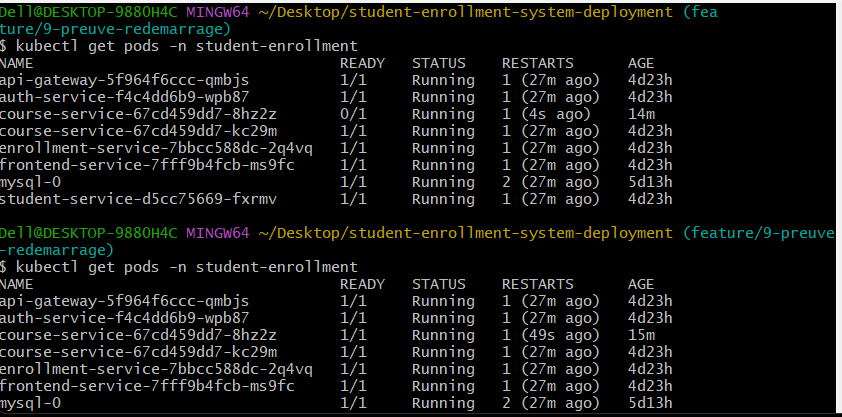 Dell@DESKTOP-988OH4C MINGW64 ~/Desktop/student-enrollment-system-deployment (fea
ture/9-preuve-redemarrage)
$ kubectl get pods -n student-enrollment
NAME READY STATUS RESTARTS AGE
api-gateway-5f964f6ccc-qmbjs 1/1 Running 1 (27m ago) 4d23h
auth-service-f4c4dd6b9-wpb87 1/1 Running 1 (27m ago) 4d23h
course-service-67cd459dd7-8hz2z 0/1 Running 1 (4s ago) 14m
course-service-67cd459dd7-kc29m 1/1 Running 1 (27m ago) 4d23h
enrollment-service-7bbcc588dc-2q4vq 1/1 Running 1 (27m ago) 4d23h
frontend-service-7fff9b4fcb-ms9fc 1/1 Running 1 (27m ago) 4d23h
mysql-0 1/1 Running 2 (27m ago) 5d13h
student-service-d5cc75669-fxrmv 1/1 Running 1 (27m ago) 4d23h
Dell@DESKTOP-988OH4C MINGW64 ~/Desktop/student-enrollment-system-deployment (feature/9-preuve
-redemarrage)
$ kubectl get pods -n student-enrollment
NAME READY STATUS RESTARTS AGE
api-gateway-5f964f6ccc-qmbjs 1/1 Running 1 (27m ago) 4d23h
auth-service-f4c4dd6b9-wpb87 1/1 Running 1 (27m ago) 4d23h
course-service-67cd459dd7-8hz2z 1/1 Running 1 (49s ago) 15m
course-service-67cd459dd7-kc29m 1/1 Running 1 (27m ago) 4d23h
enrollment-service-7bbcc588dc-2q4vq 1/1 Running 1 (27m ago) 4d23h
frontend-service-7fff9b4fcb-ms9fc 1/1 Running 1 (27m ago) 4d23h
mysql-0 1/1 Running 2 (27m ago) 5d13h